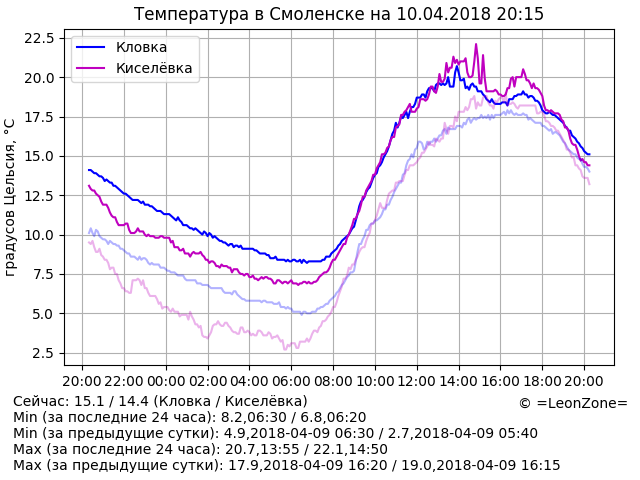 Температура в Смоленске на 10.04.2018 20:15
Кловка
Киселёвка
градусов Цельсия, °C
22.5
20.0
17.5
15.0
12.5
10.0
7.5
5.0
2.5
20:00 22:00 00:00 02:00 04:00 06:00 08:00 10:00 12:00 14:00 16:00 18:00 20:00
Сейчас: 15.1 / 14.4 (Кловка / Киселёвка)
© =LeonZone=
Min (за последние 24 часа): 8.2,06:30 / 6.8,06:20
Min (за предыдущие сутки): 4.9,2018-04-09 06:30 / 2.7,2018-04-09 05:40
Max (за последние 24 часа): 20.7,13:55 / 22.1,14:50
Max (за предыдущие сутки): 17.9,2018-04-09 16:20 / 19.0,2018-04-09 16:15